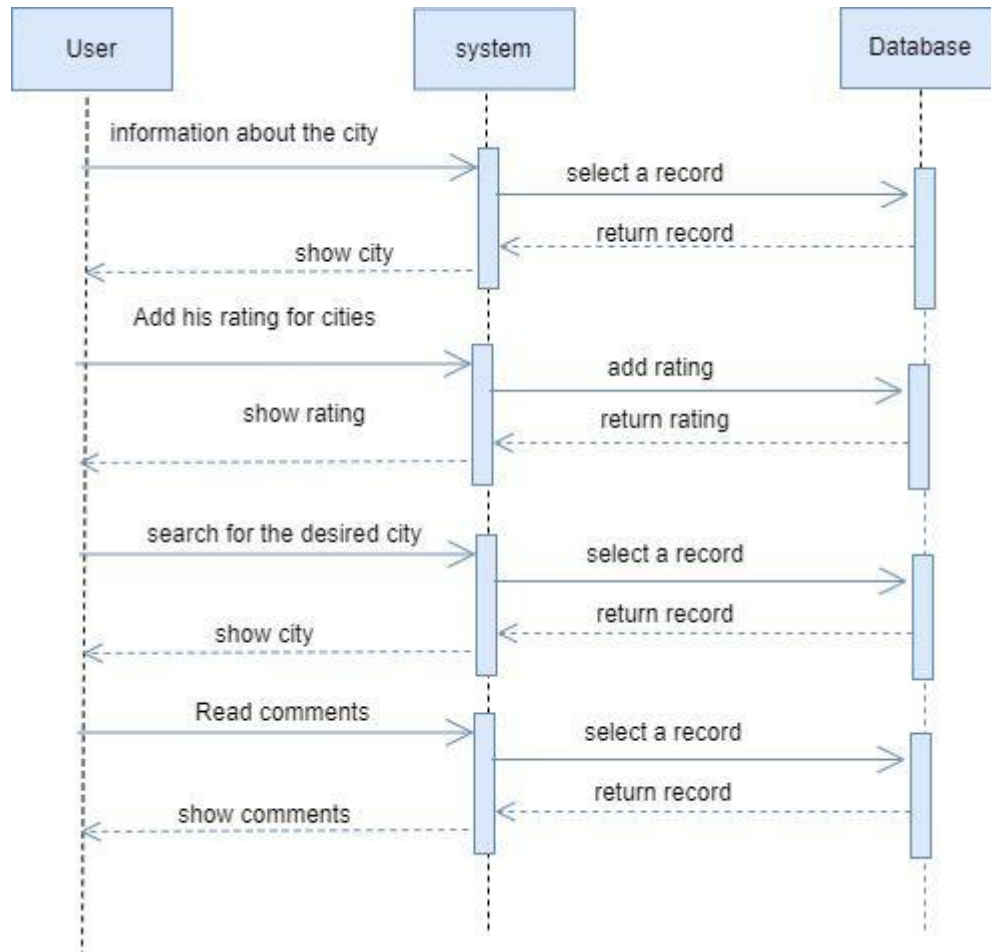 User
system
Database
information about the city
select a record
return record
show city
Add his rating for cities
add rating
show rating
return rating
search for the desired city
select a record
return record
show city
Read comments
select a record
return record
show comments